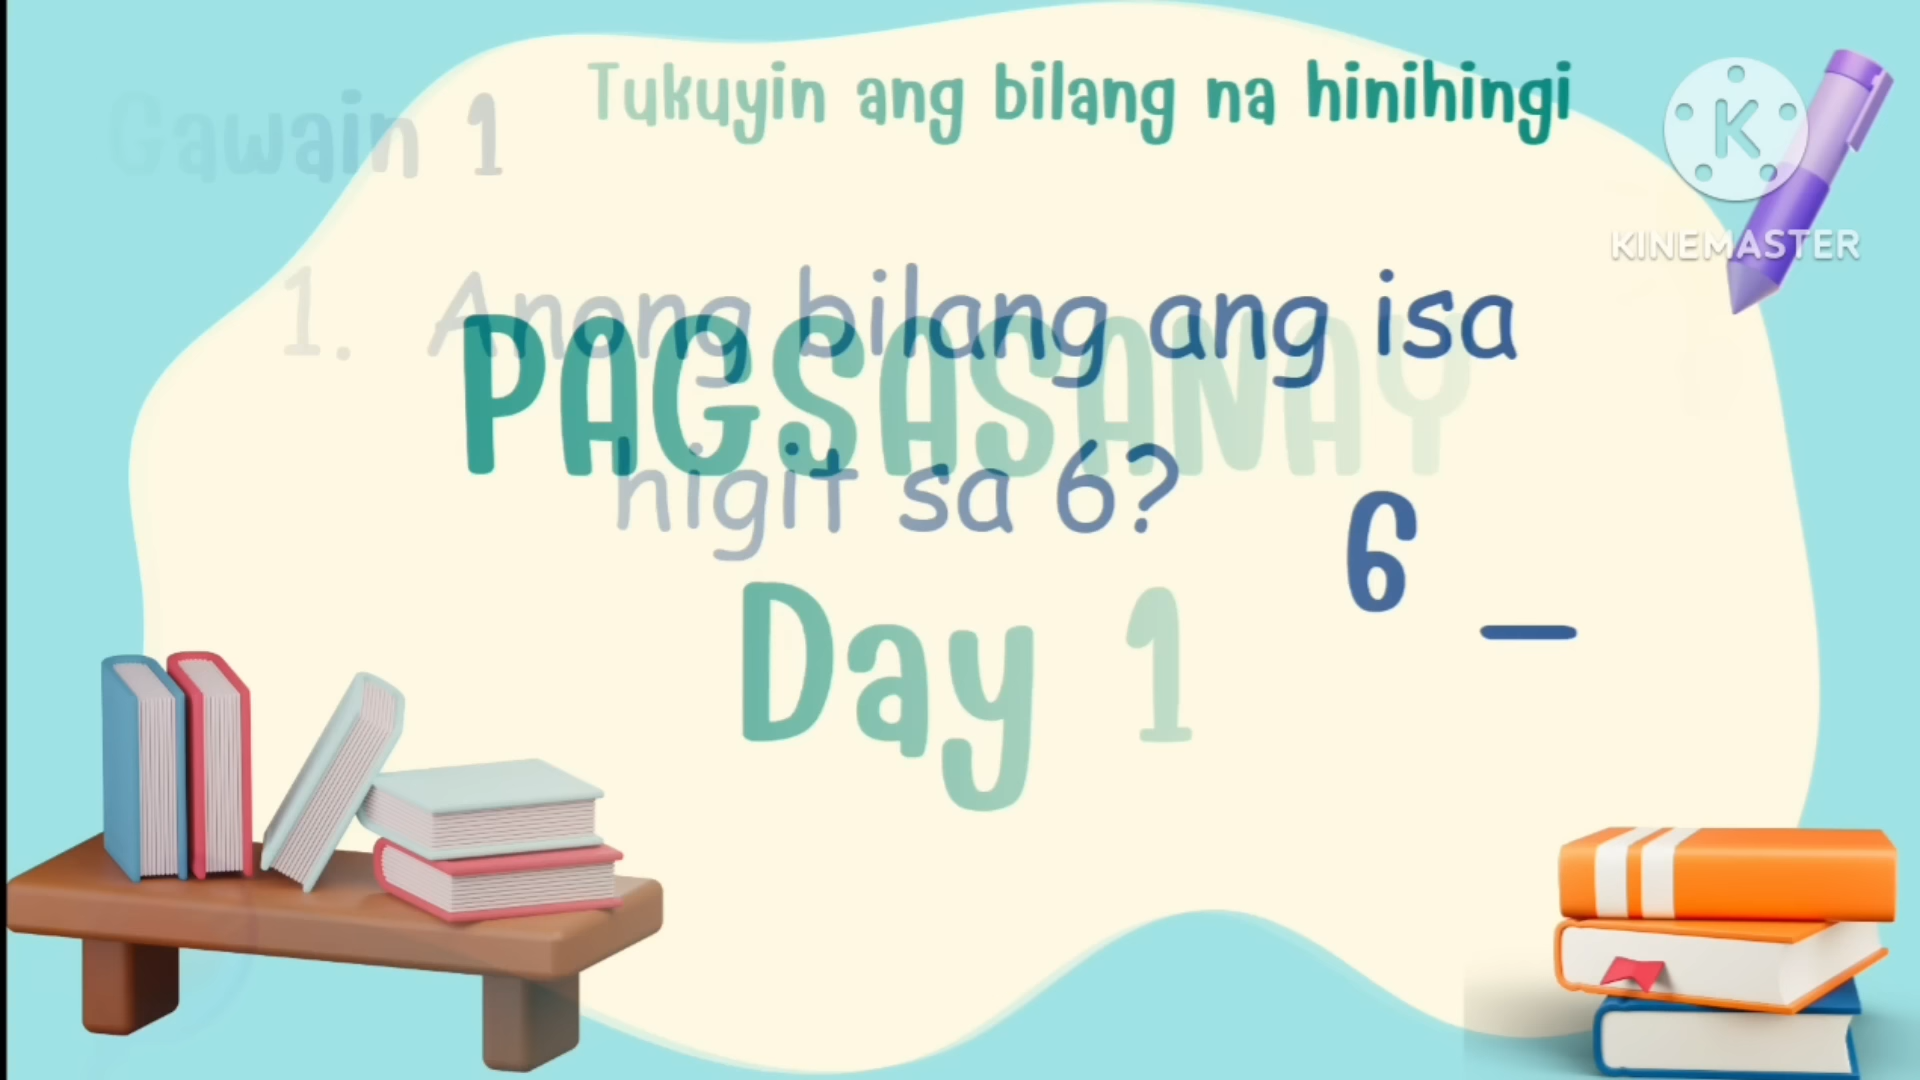 Gawain 1
Tukuyin ang bilang na hinihingi
K
KINEMASTER
1. Anong bilang ang isa
PAGSASANAY
higit sa 6?
6 _
Day 1